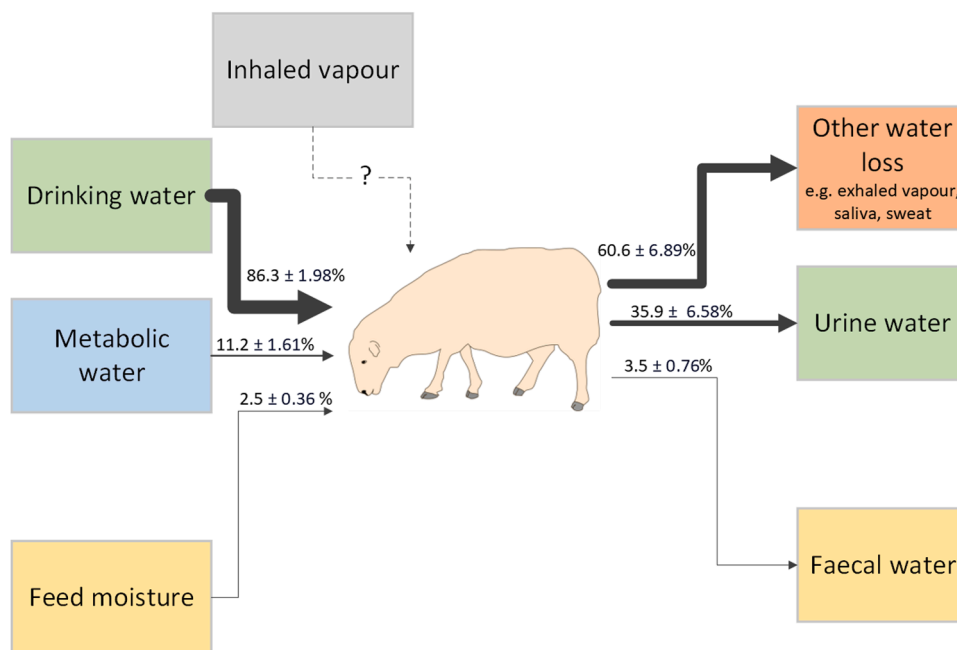 Inhaled vapour
?
Drinking water
86.3 ± 1.98%
Metabolic
water
11.2 ± 1.61%
2.5 ± 0.36 %
Feed moisture
Other water
loss
e.g. exhaled vapour,
saliva, sweat
60.6 ± 6.89%
35.9 ± 6.58%
Urine water
3.5 ± 0.76%
Faecal water